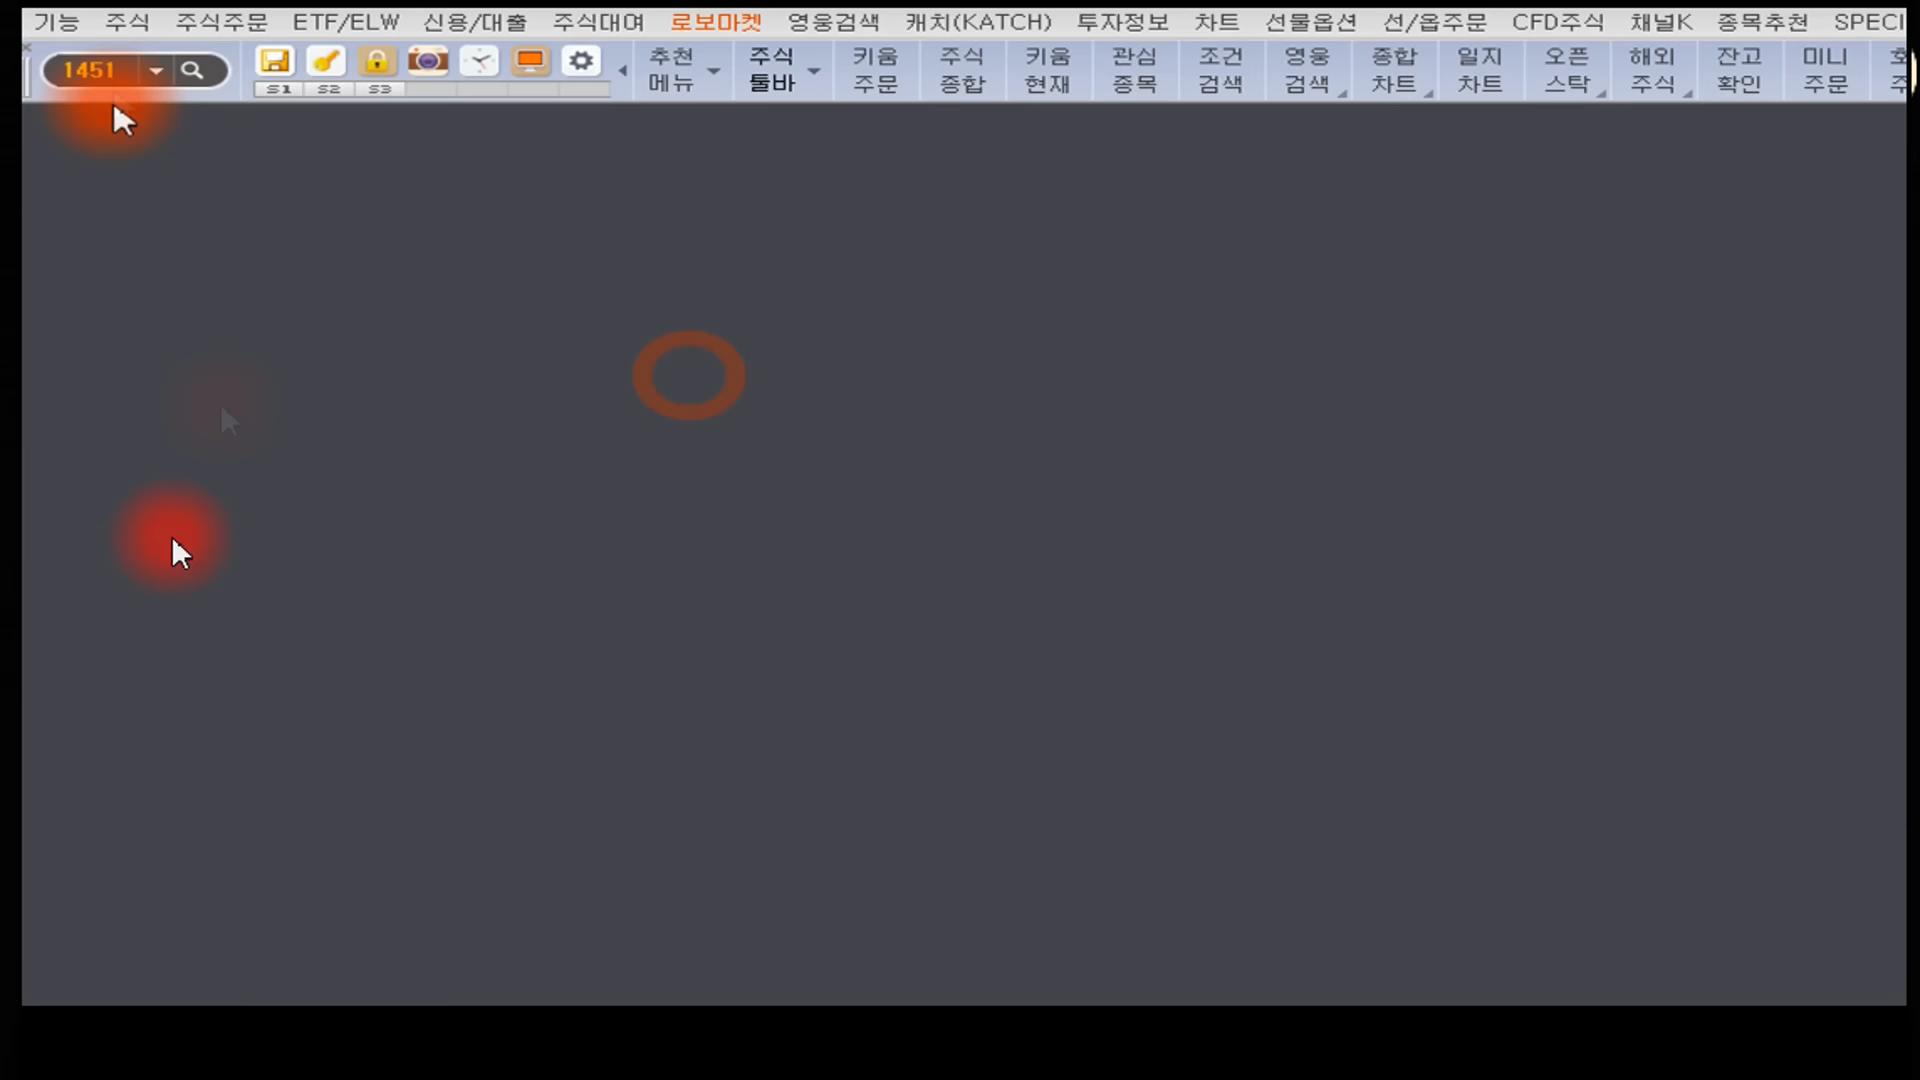 기능 주식 주식주문 ETF/ELW 신용/대출 주식대여 로보마켓 영웅검색 캐치(KATCH) 투자정보 차트 선물옵션 선/옵주문 CFD주식 채널K 종목추천 SPECI
1451
S1 S2 S3
추천 메뉴
주식 툴바
키움 주문
주식 종합
키움 현재
관심 종목
조건 검색
영웅 검색
종합 차트
일지 차트
오픈 스탁
해외 주식
잔고 확인
미니 주문